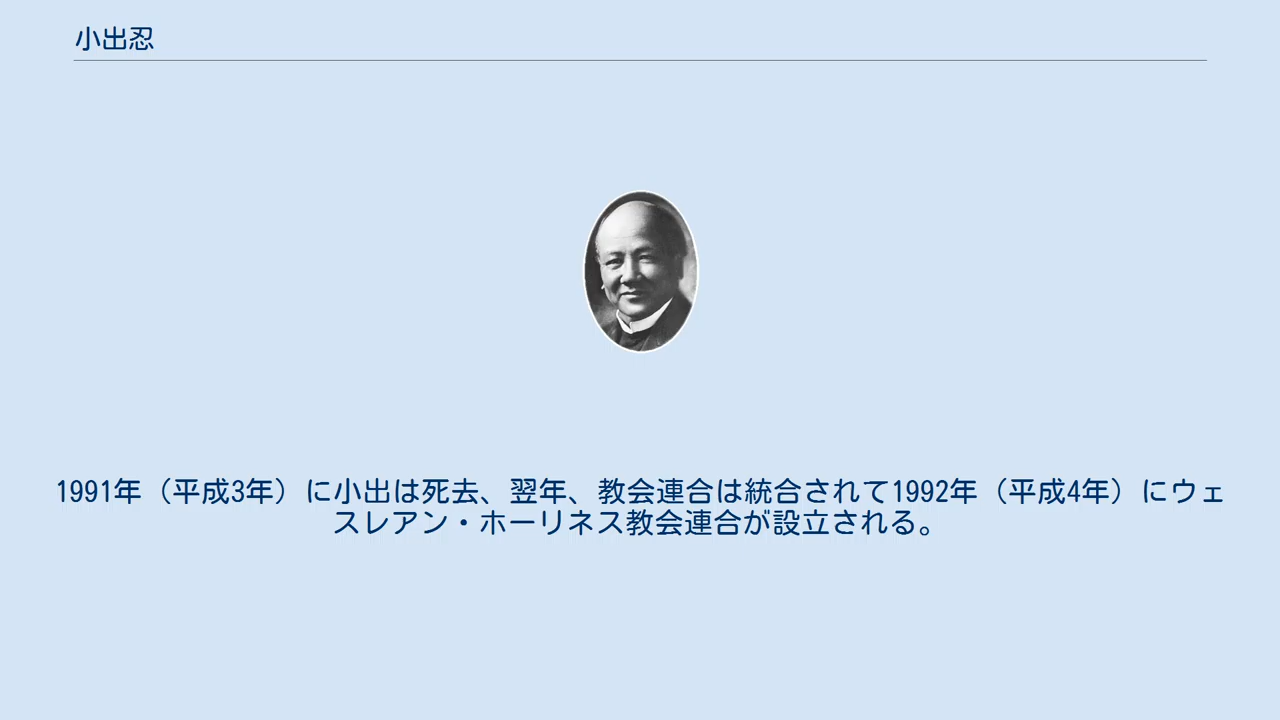 小出忍
1991年（平成3年）に小出は死去、翌年、教会連合は統合されて1992年（平成4年）にウェ
スレアン・ホーリネス教会連合が設立される。